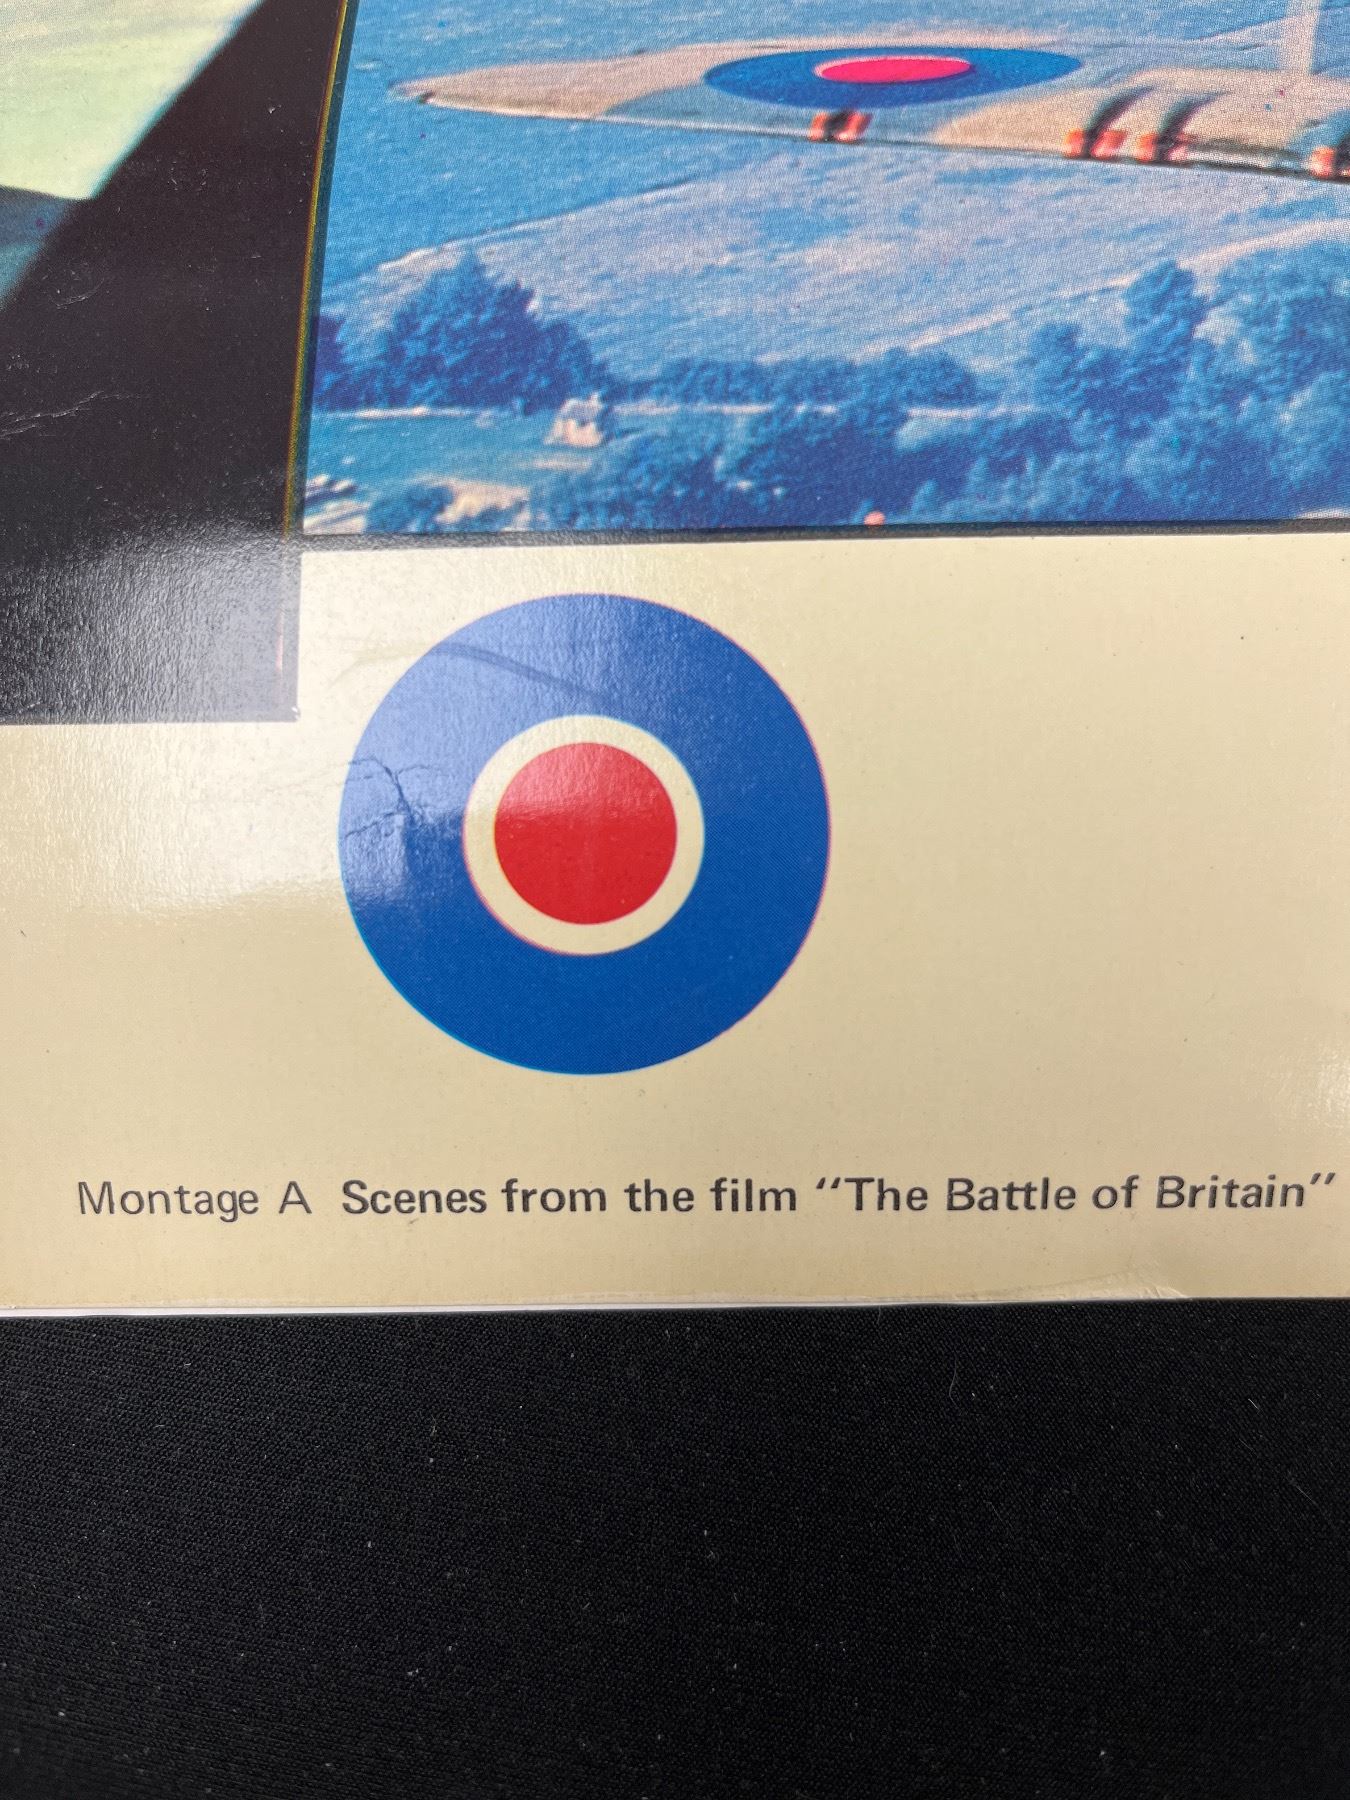 Montage A Scenes from the film “The Battle of Britain”